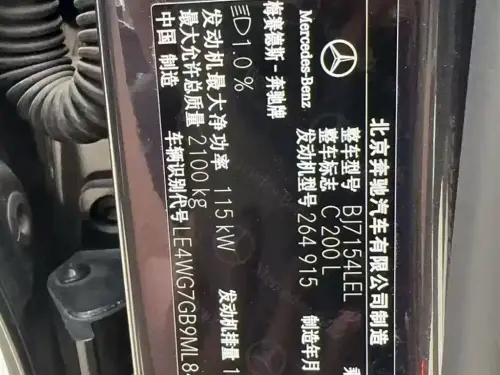 北京奔驰汽车有限公司制造
Mercedes-Benz
梅赛德斯-奔驰牌
整车型号 BJ7154LEL
整车标志 C 200 L
发动机型号 264 915
制造年月
1.0 %
发动机最大净功率 115 kW
发动机排量 1
最大允许总质量 2100 kg
中国 制造
车辆识别代号 LE4WG7GB9ML8